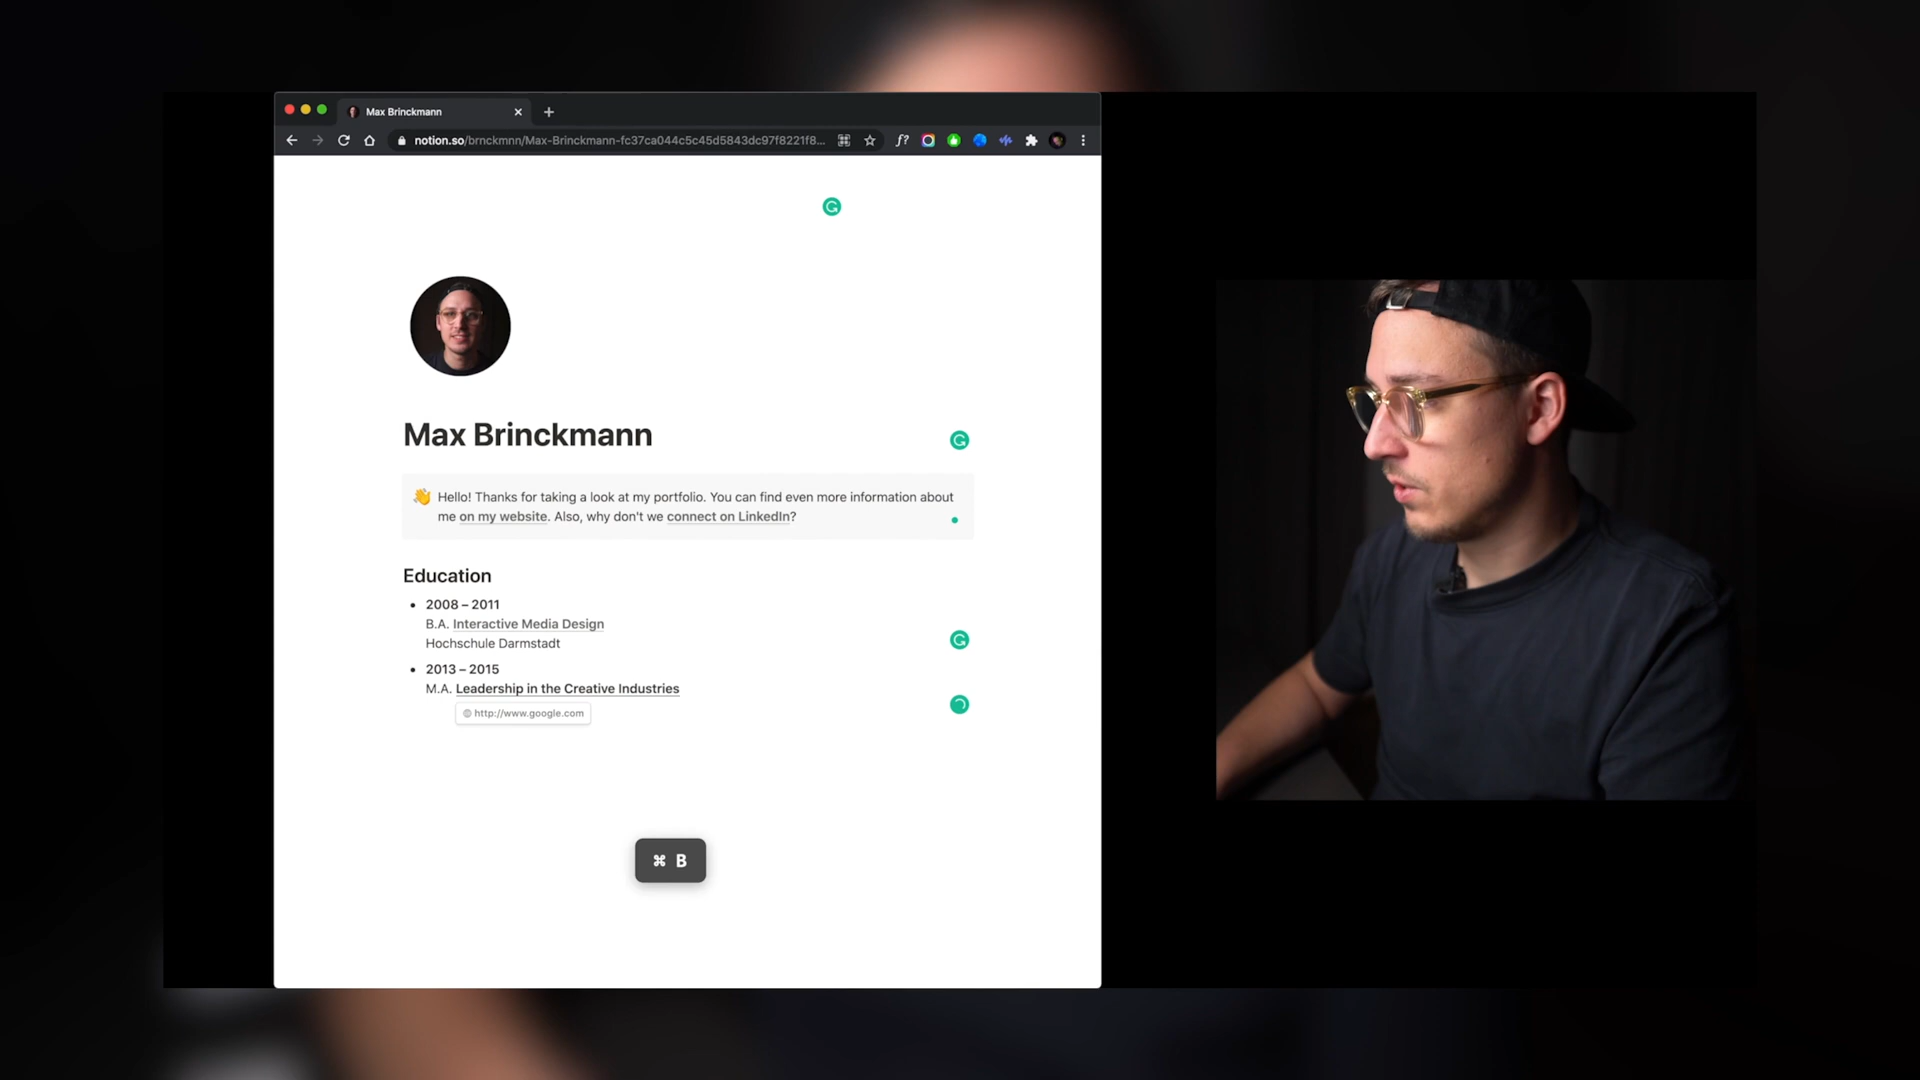 Max Brinckmann
notion.so/brnckmnn/Max-Brinckmann-fc37ca044c5c45d5843dc97f8221f8...
f?
Max Brinckmann
👋 Hello! Thanks for taking a look at my portfolio. You can find even more information about
me on my website. Also, why don't we connect on LinkedIn?
Education
• 2008 – 2011
B.A. Interactive Media Design
Hochschule Darmstadt
• 2013 – 2015
M.A. Leadership in the Creative Industries
http://www.google.com
⌘ B